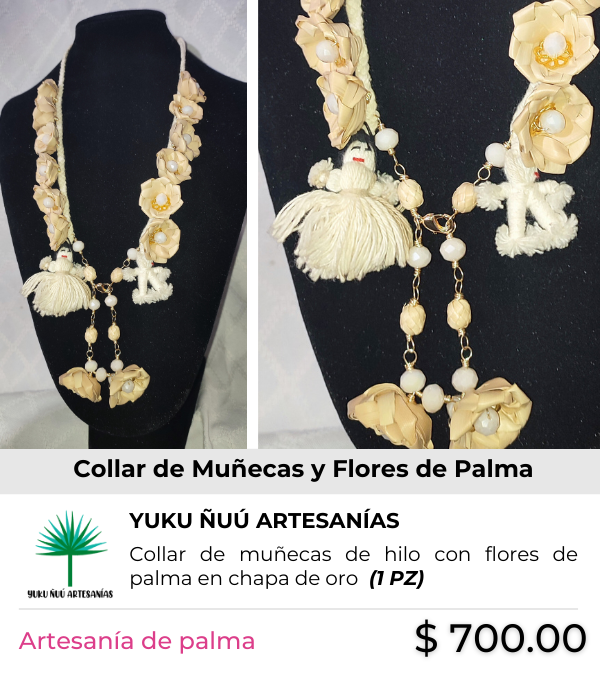 Collar de Muñecas y Flores de Palma
YUKU ÑUÚ ARTESANÍAS
Collar de muñecas de hilo con flores de
palma en chapa de oro (1 PZ)
YUKU ÑUÚ ARTESANÍAS
Artesanía de palma
$ 700.00